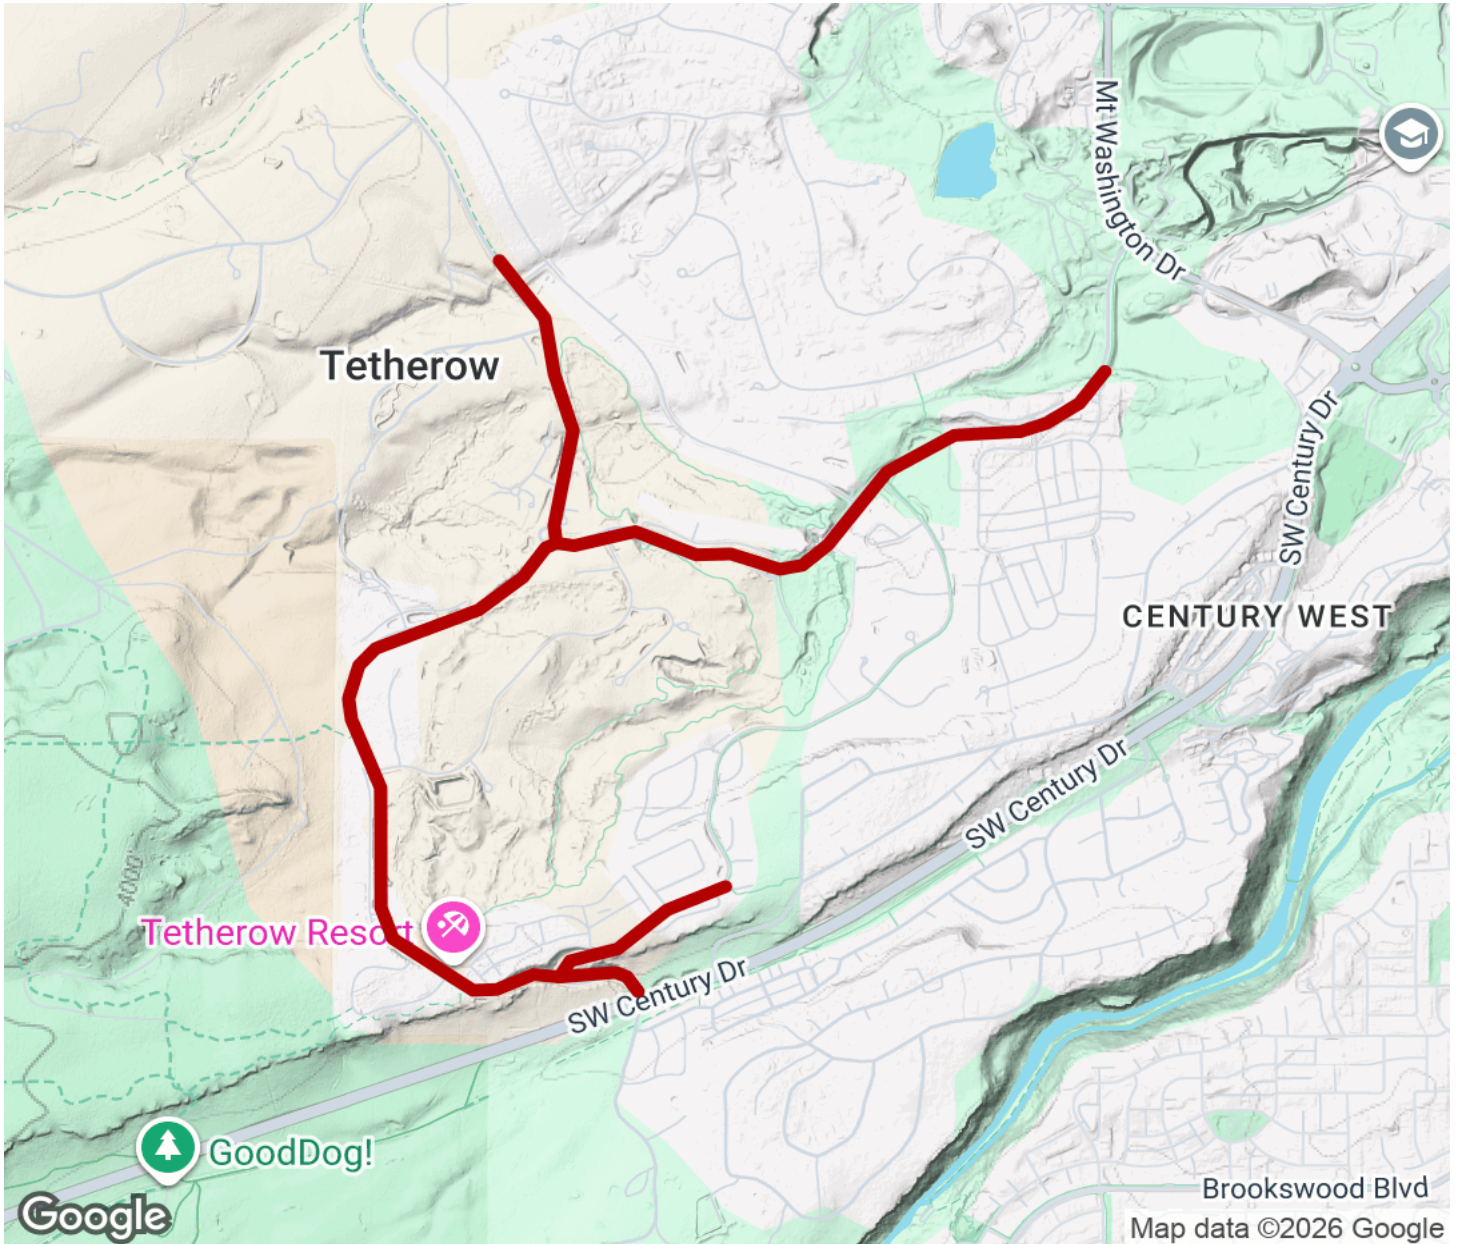 Mt Washington Dr
Tetherow
SW Century Dr
CENTURY WEST
SW Century Dr
4000
Tetherow Resort
SW Century Dr
GoodDog!
Brookswood Blvd
Google
Map data ©2026 Google